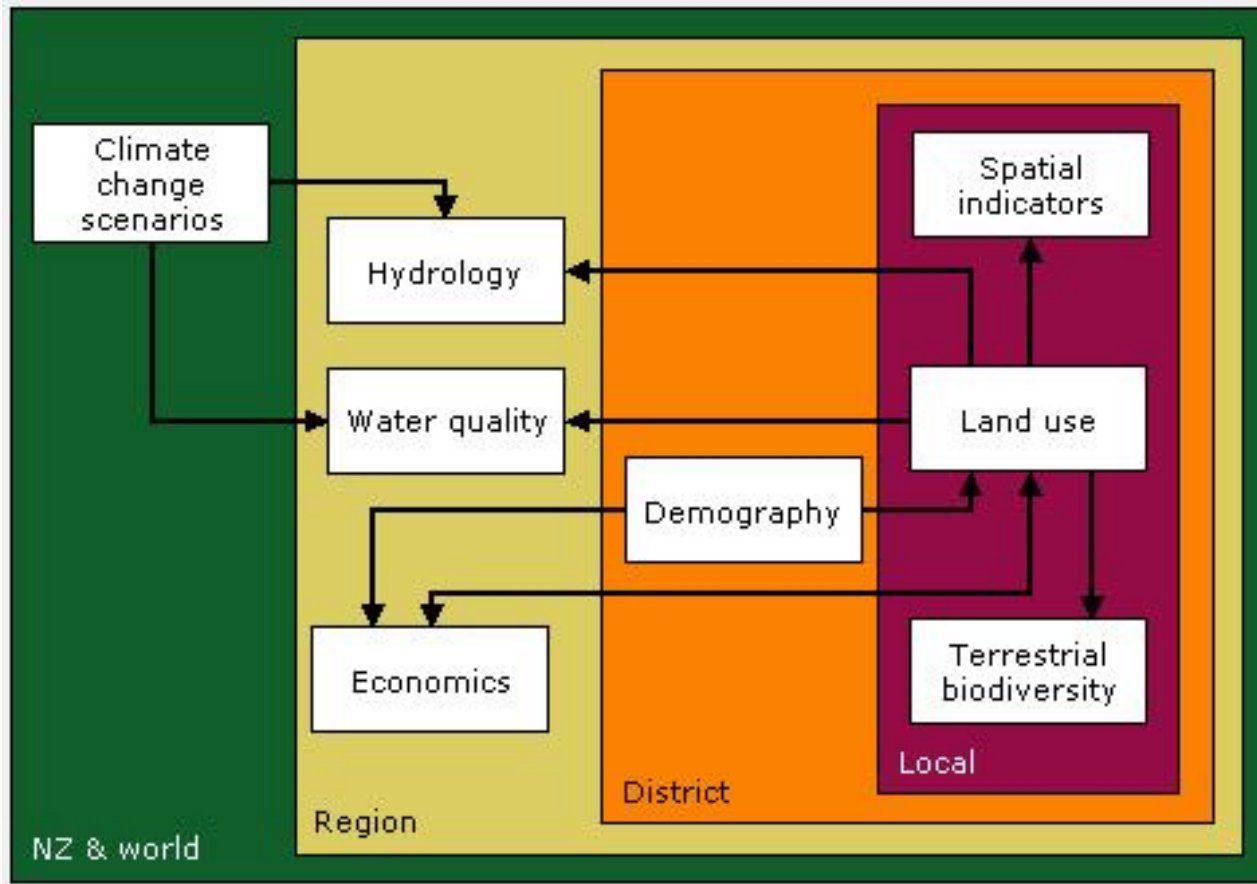 Climate
change
scenarios
Hydrology
Water quality
Economics
Demography
Spatial
indicators
Land use
Terrestrial
biodiversity
Local
District
Region
NZ & world